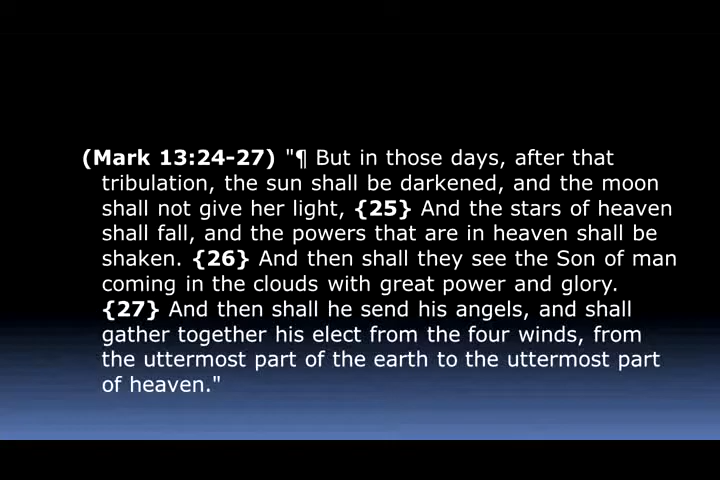 (Mark 13:24-27) "¶ But in those days, after that
tribulation, the sun shall be darkened, and the moon
shall not give her light, {25} And the stars of heaven
shall fall, and the powers that are in heaven shall be
shaken. {26} And then shall they see the Son of man
coming in the clouds with great power and glory.
{27} And then shall he send his angels, and shall
gather together his elect from the four winds, from
the uttermost part of the earth to the uttermost part
of heaven."